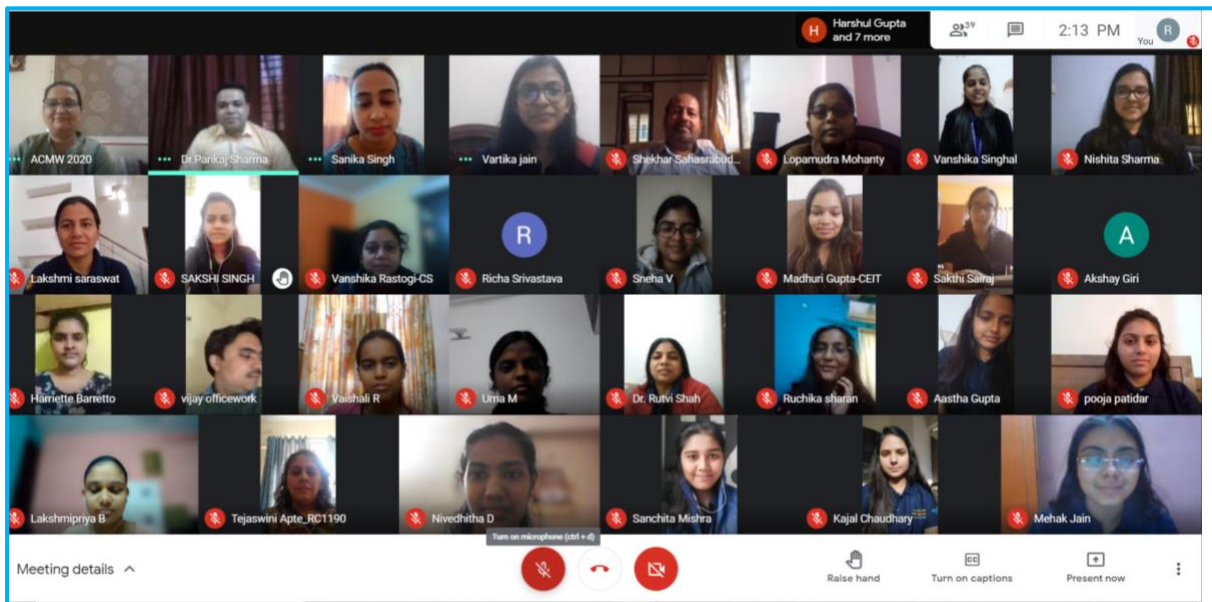 H
Harshul Gupta
and 7 more
39
2:13 PM
You
R
ACMW 2020
Dr.Pankaj Sharma
Sanika Singh
Vartika jain
Shekhar Sahasrabud...
Lopamudra Mohanty
Vanshika Singhal
Nishita Sharma
Lakshmi saraswat
SAKSHI SINGH
Vanshika Rastogi-CS
R
Richa Srivastava
Sneha V
Madhuri Gupta-CEIT
Sakthi Sairaj
A
Akshay Giri
Harriette Barretto
vijay officework
Vaishali R
Uma M
Dr. Rutvi Shah
Ruchika sharan
Aastha Gupta
pooja patidar
Lakshmipriya B
Tejaswini Apte_RC1190
Nivedhitha D
Sanchita Mishra
Kajal Chaudhary
Mehak Jain
Turn on microphone (ctrl + d)
Meeting details
Raise hand
CC
Turn on captions
Present now